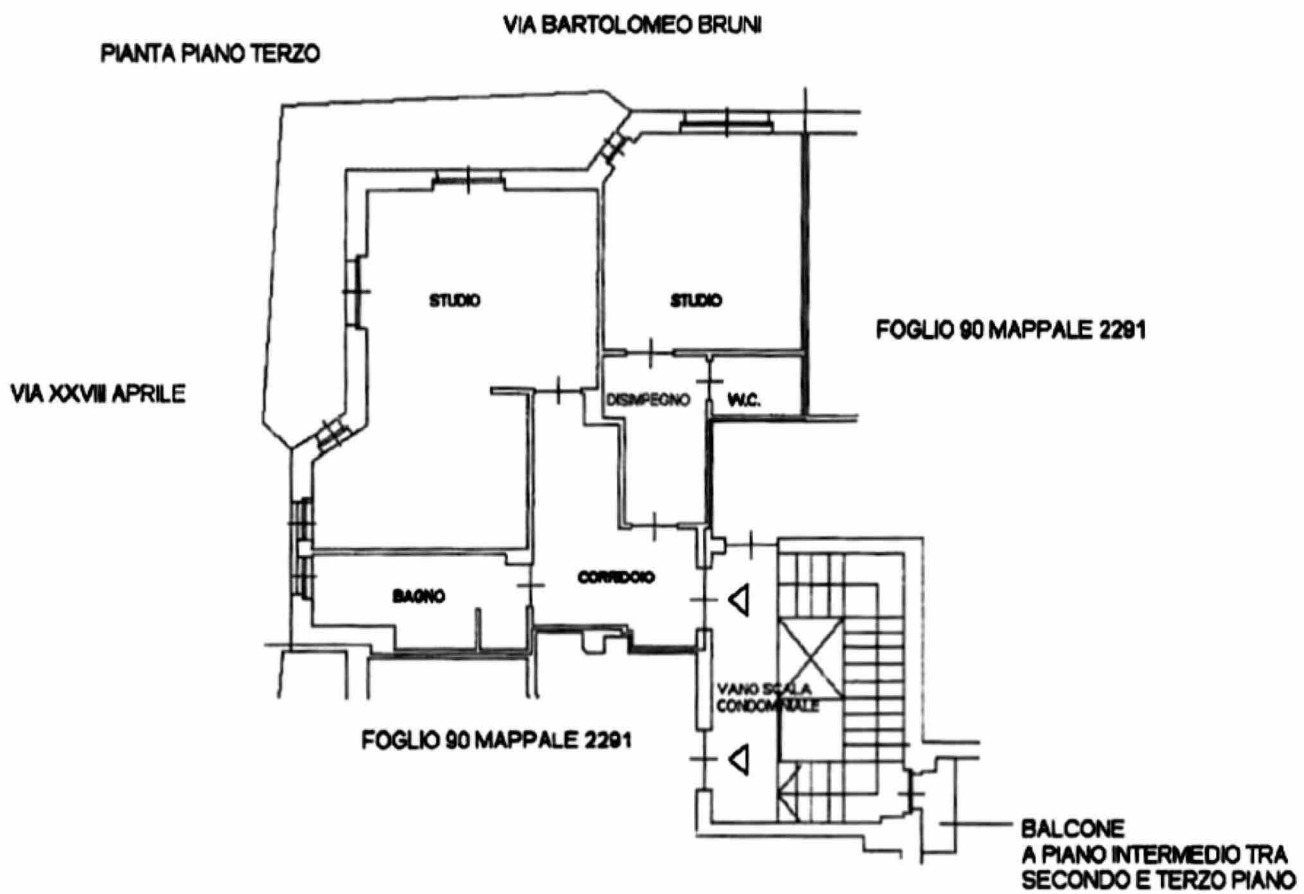 VIA BARTOLOMEO BRUNI
PIANTA PIANO TERZO
STUDIO
STUDIO
FOGLIO 90 MAPPALE 2291
VIA XXVIII APRILE
DISIMPEGNO
W.C.
CORRIDOIO
BAGNO
VANO SCALA
CONDOMINIALE
FOGLIO 90 MAPPALE 2291
BALCONE
A PIANO INTERMEDIO TRA
SECONDO E TERZO PIANO